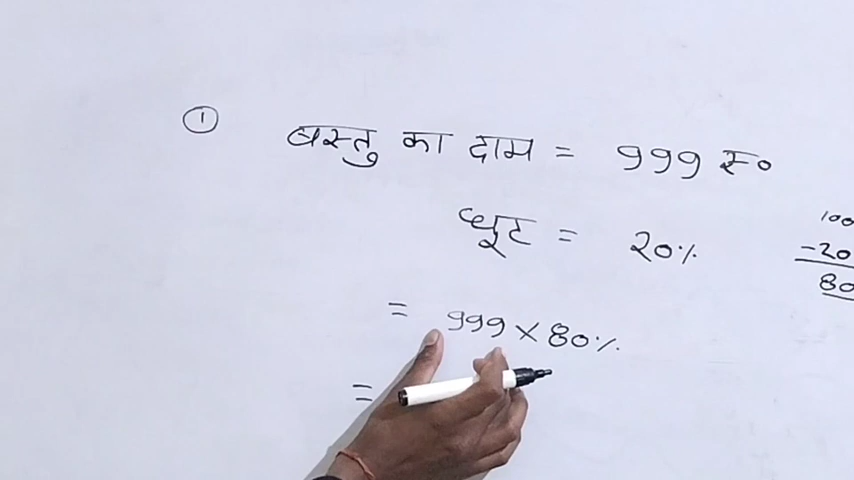 ①
वस्तु का दाम = 999 रु०
छूट = 20%
100
-20
80
= 999 × 80%
=